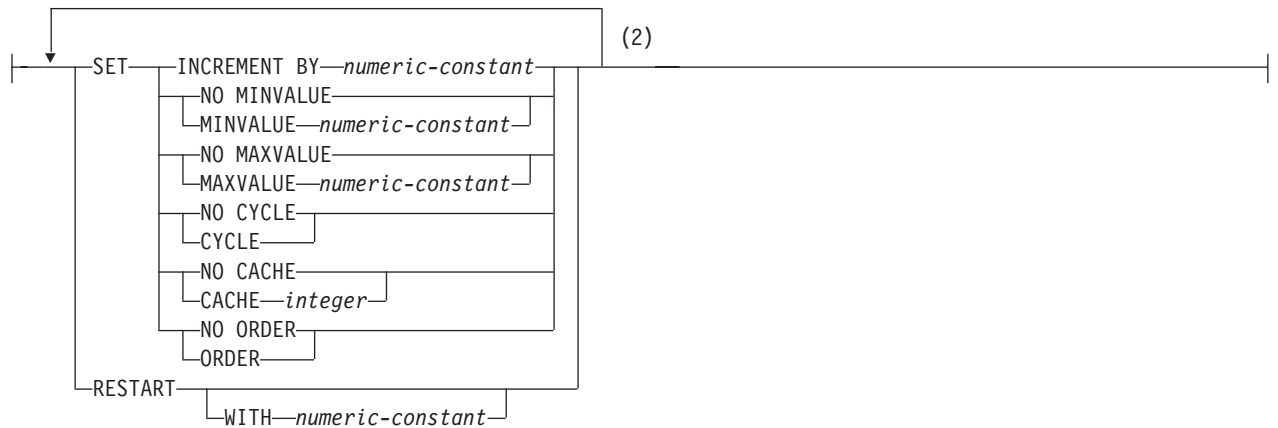 (2)
SET INCREMENT BY numeric-constant
NO MINVALUE
MINVALUE numeric-constant
NO MAXVALUE
MAXVALUE numeric-constant
NO CYCLE
CYCLE
NO CACHE
CACHE integer
NO ORDER
ORDER
RESTART
WITH numeric-constant